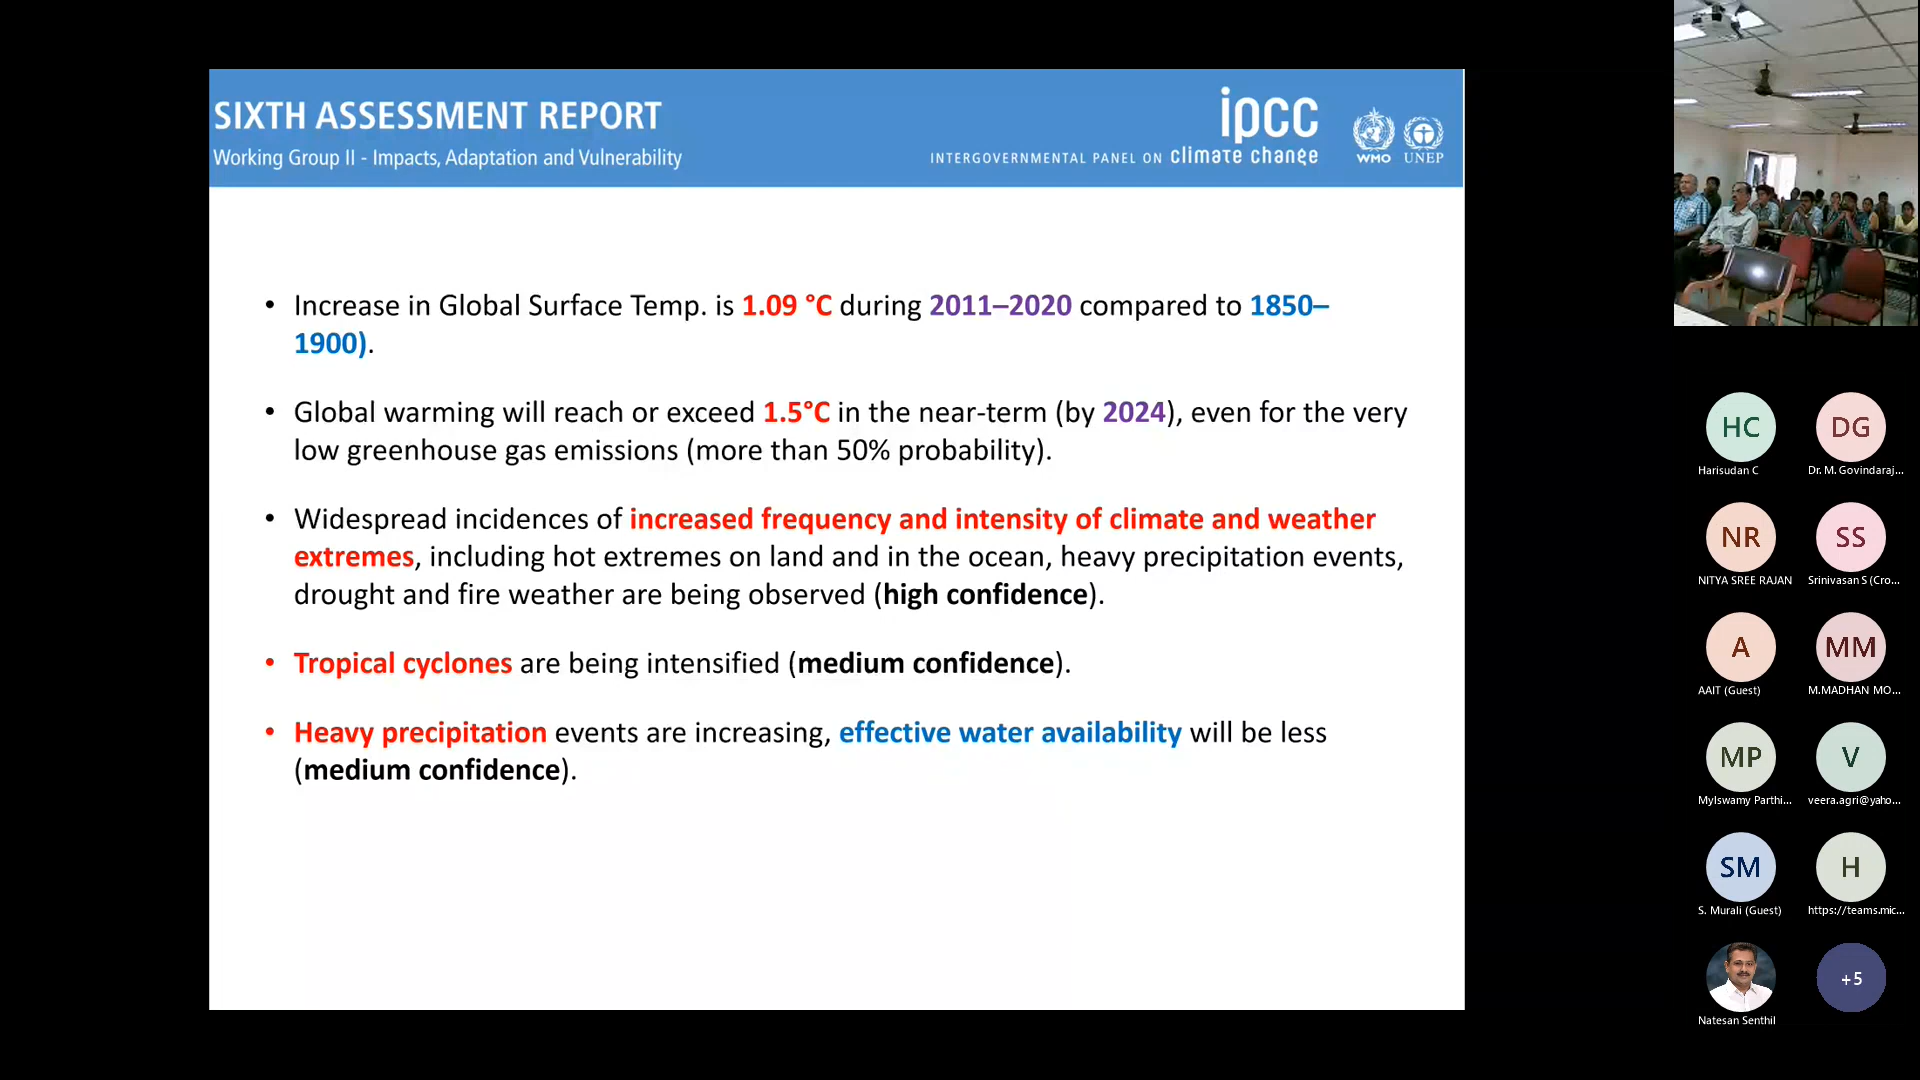 SIXTH ASSESSMENT REPORT
Working Group II - Impacts, Adaptation and Vulnerability
ipcc
INTERGOVERNMENTAL PANEL ON climate change
WMO UNEP
• Increase in Global Surface Temp. is 1.09 °C during 2011–2020 compared to 1850–
1900).
• Global warming will reach or exceed 1.5°C in the near-term (by 2024), even for the very
low greenhouse gas emissions (more than 50% probability).
• Widespread incidences of increased frequency and intensity of climate and weather
extremes, including hot extremes on land and in the ocean, heavy precipitation events,
drought and fire weather are being observed (high confidence).
• Tropical cyclones are being intensified (medium confidence).
• Heavy precipitation events are increasing, effective water availability will be less
(medium confidence).
HC DG
Harisudan C Dr. M. Govindaraj...
NR SS
NITYA SREE RAJAN Srinivasan S (Cro...
A MM
AAIT (Guest) M.MADHAN MO...
MP V
Mylswamy Parthi... veera.agri@yaho...
SM H
S. Murali (Guest) https://teams.mic...
+5
Natesan Senthil